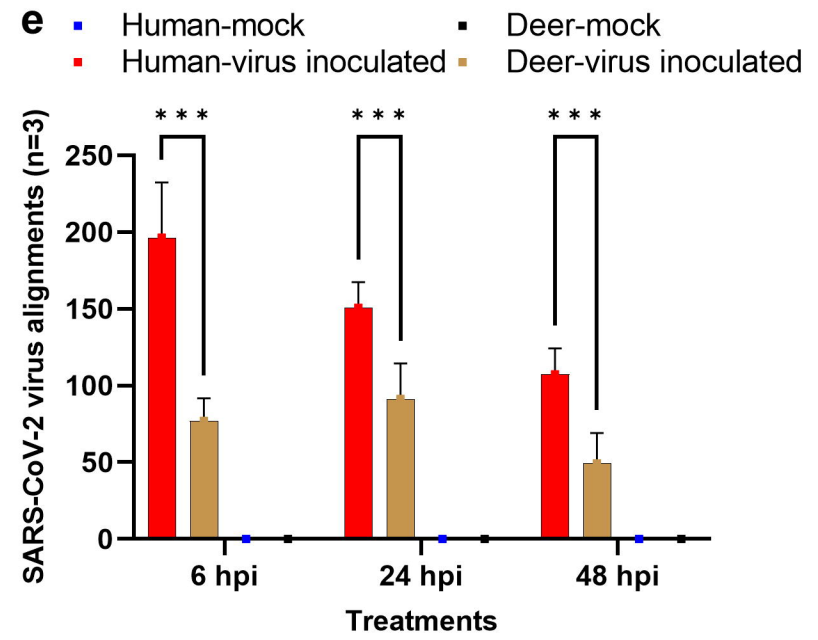 e
Human-mock
Deer-mock
Human-virus inoculated
Deer-virus inoculated
SARS-CoV-2 virus alignments (n=3)
* * *
* * *
* * *
250
200
150
100
50
0
6 hpi
24 hpi
48 hpi
Treatments